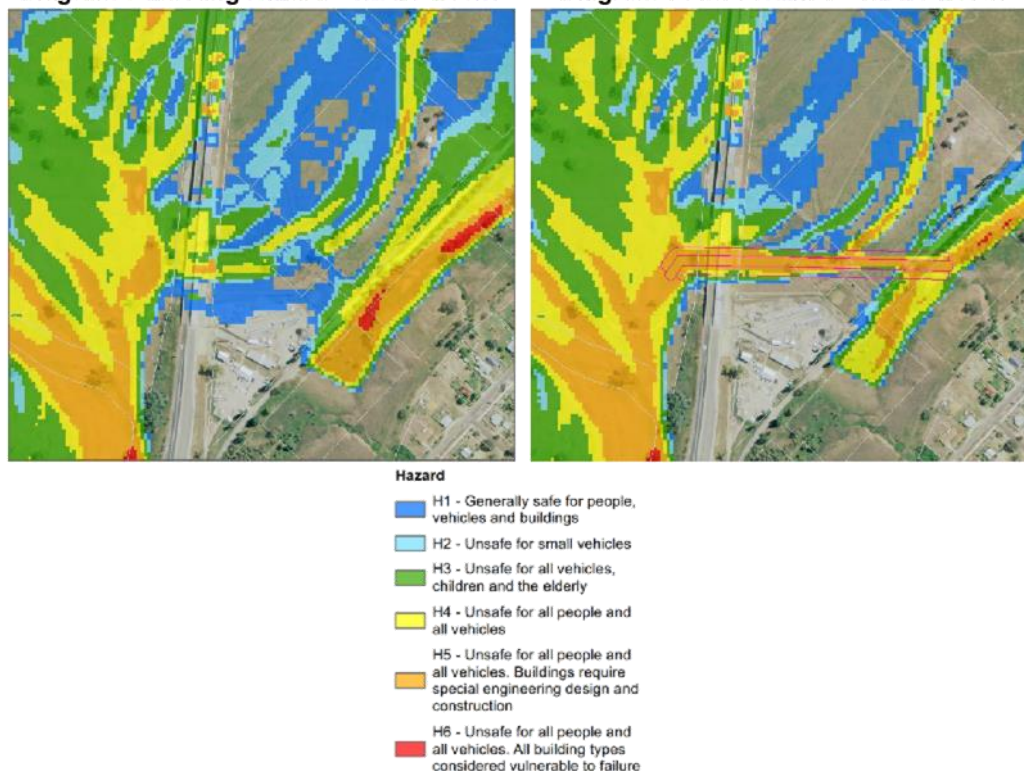 Hazard
H1 - Generally safe for people,
vehicles and buildings
H2 - Unsafe for small vehicles
H3 - Unsafe for all vehicles,
children and the elderly
H4 - Unsafe for all people and
all vehicles
H5 - Unsafe for all people and
all vehicles. Buildings require
special engineering design and
construction
H6 - Unsafe for all people and
all vehicles. All building types
considered vulnerable to failure